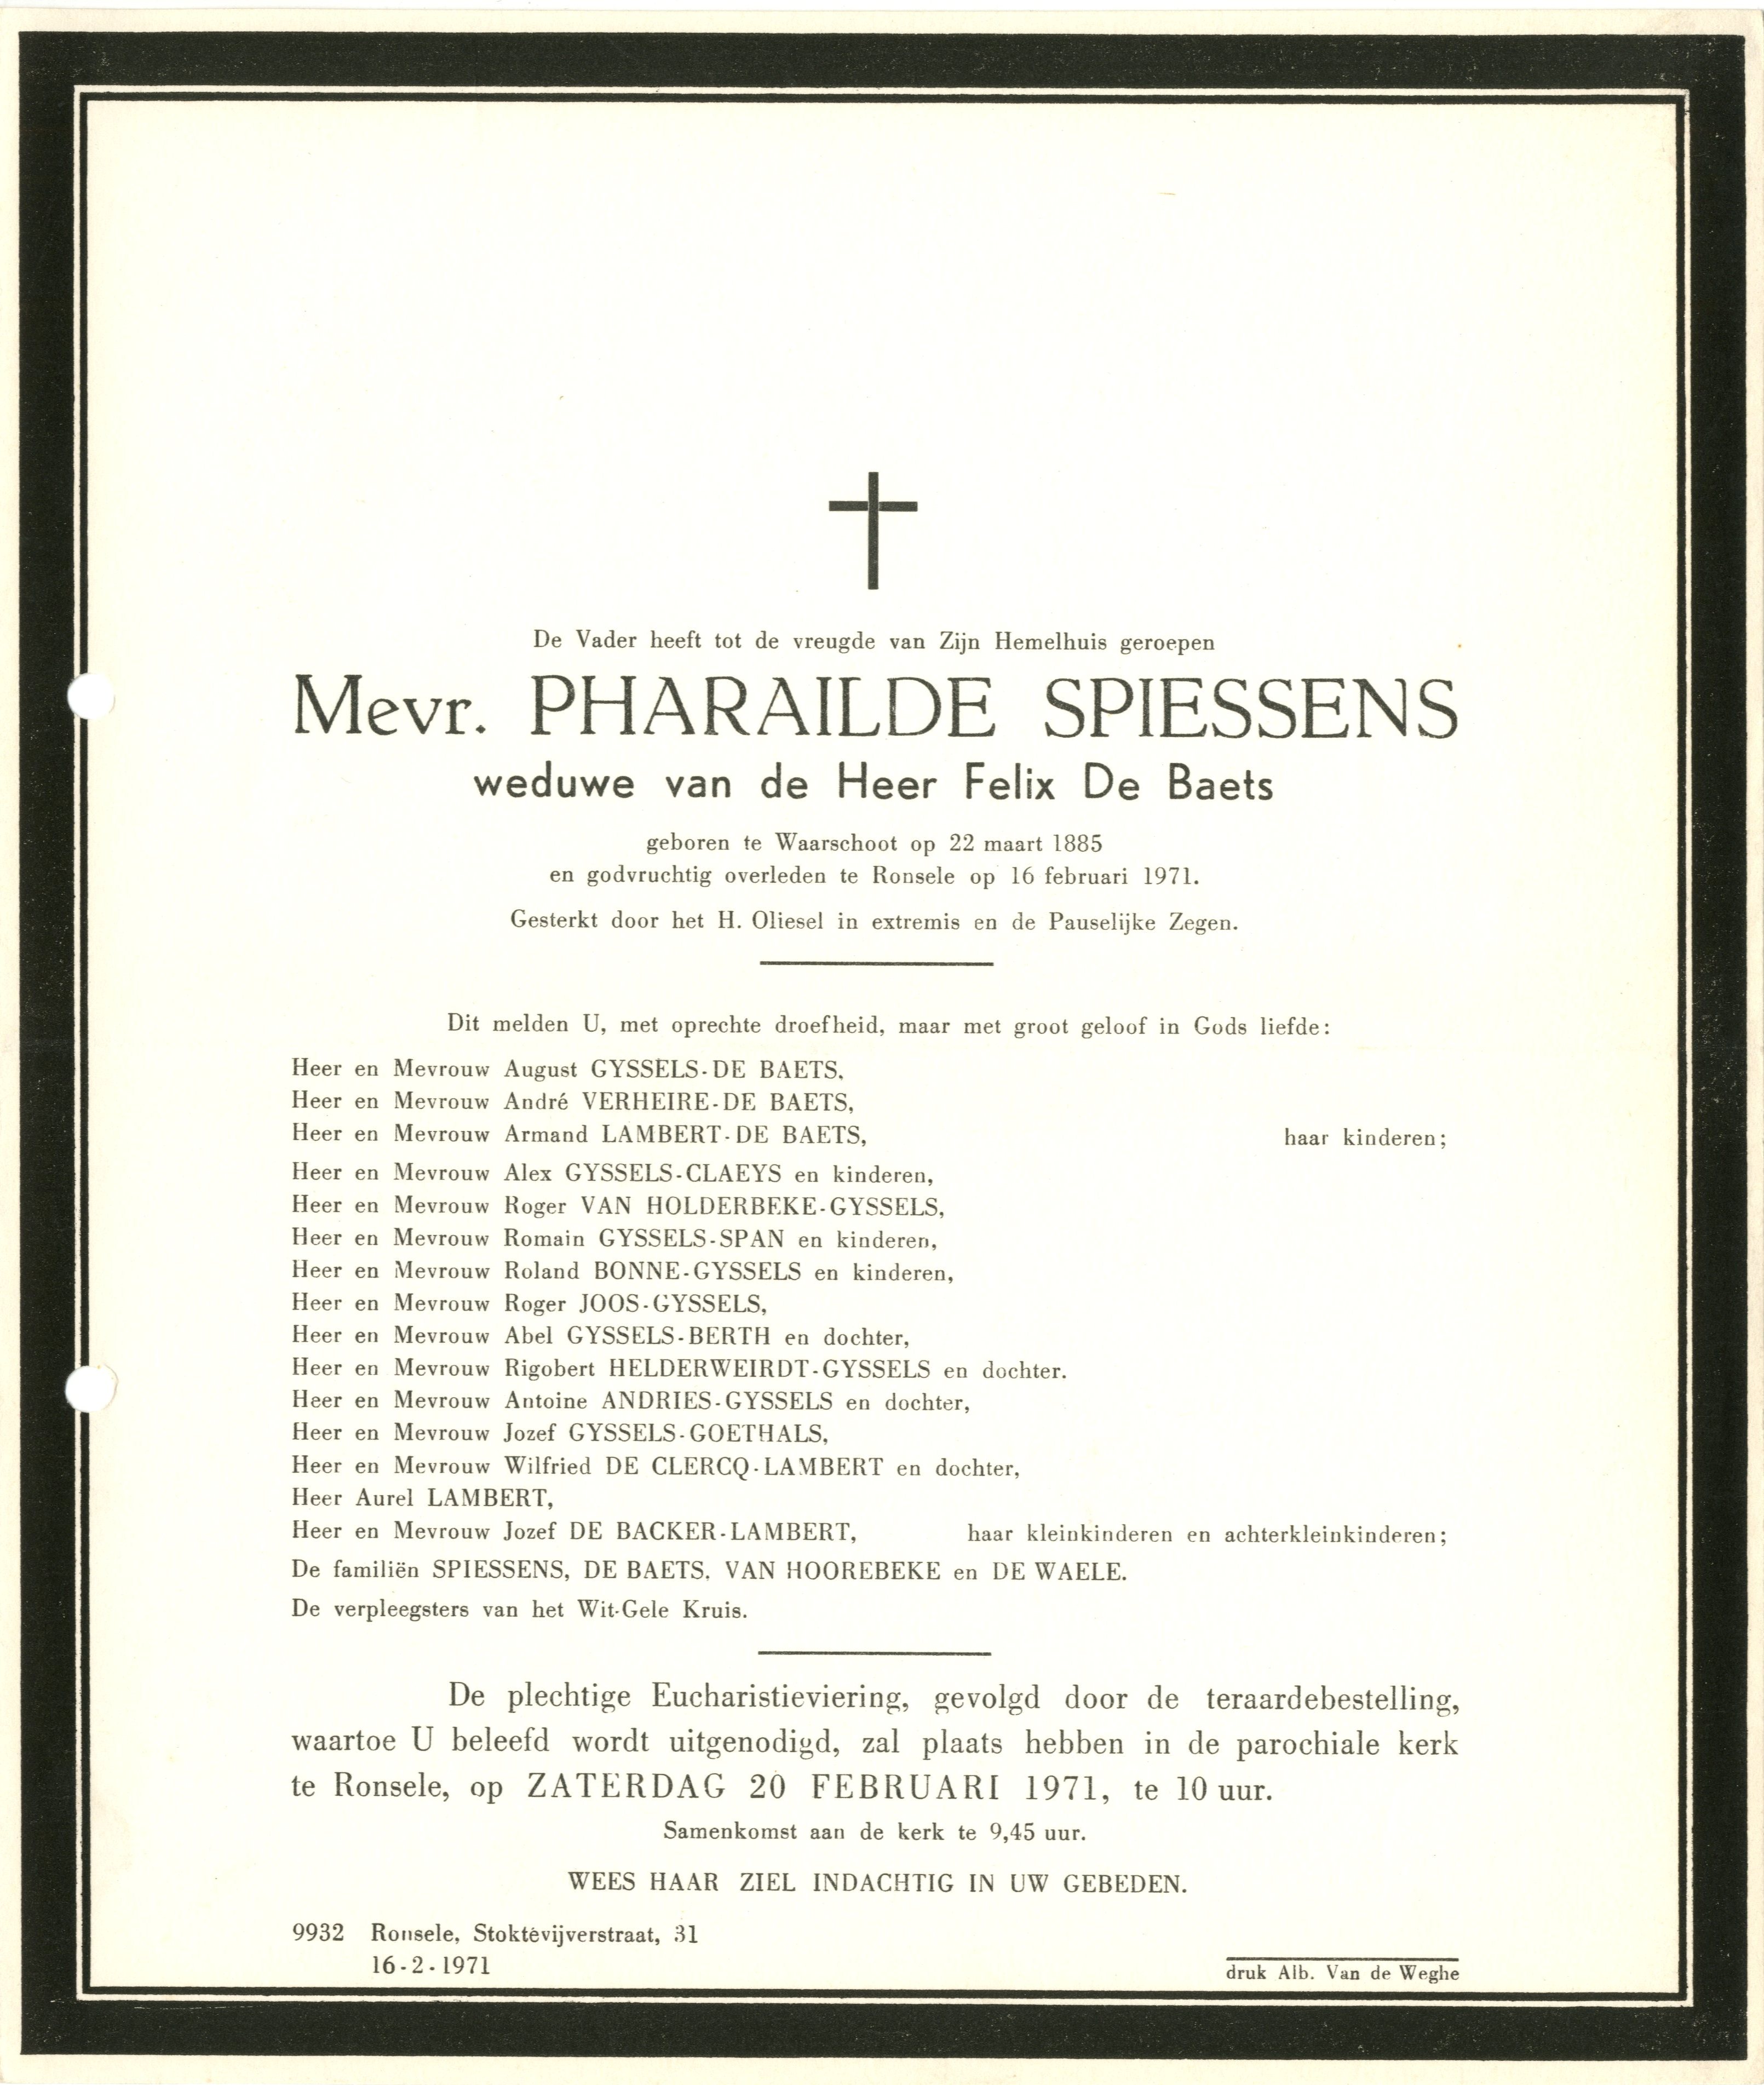 De Vader heeft tot de vreugde van Zijn Hemelhuis geroepen
Mevr. PHARAILDE SPIESSENS
weduwe van de Heer Felix De Baets
geboren te Waarschoot op 22 maart 1885
en godvruchtig overleden te Ronsele op 16 februari 1971.
Gesterkt door het H. Oliesel in extremis en de Pauselijke Zegen.
Dit melden U, met oprechte droefheid, maar met groot geloof in Gods liefde:
Heer en Mevrouw August GYSSELS-DE BAETS.
Heer en Mevrouw André VERHEIRE-DE BAETS,
Heer en Mevrouw Armand LAMBERT-DE BAETS, haar kinderen;
Heer en Mevrouw Alex GYSSELS-CLAEYS en kinderen,
Heer en Mevrouw Roger VAN HOLDERBEKE-GYSSELS,
Heer en Mevrouw Romain GYSSELS-SPAN en kinderen,
Heer en Mevrouw Roland BONNE-GYSSELS en kinderen,
Heer en Mevrouw Roger JOOS-GYSSELS,
Heer en Mevrouw Abel GYSSELS-BERTH en dochter,
Heer en Mevrouw Rigobert HELDERWEIRDT-GYSSELS en dochter.
Heer en Mevrouw Antoine ANDRIES-GYSSELS en dochter,
Heer en Mevrouw Jozef GYSSELS-GOETHALS,
Heer en Mevrouw Wilfried DE CLERCQ-LAMBERT en dochter,
Heer Aurel LAMBERT,
Heer en Mevrouw Jozef DE BACKER-LAMBERT, haar kleinkinderen en achterkleinkinderen;
De familiën SPIESSENS, DE BAETS. VAN HOOREBEKE en DE WAELE.
De verpleegsters van het Wit-Gele Kruis.
De plechtige Eucharistieviering, gevolgd door de teraardebestelling,
waartoe U beleefd wordt uitgenodigd, zal plaats hebben in de parochiale kerk
te Ronsele, op ZATERDAG 20 FEBRUARI 1971, te 10 uur.
Samenkomst aan de kerk te 9,45 uur.
WEES HAAR ZIEL INDACHTIG IN UW GEBEDEN.
9932 Ronsele, Stoktevijverstraat, 31
16-2-1971
druk Alb. Van de Weghe